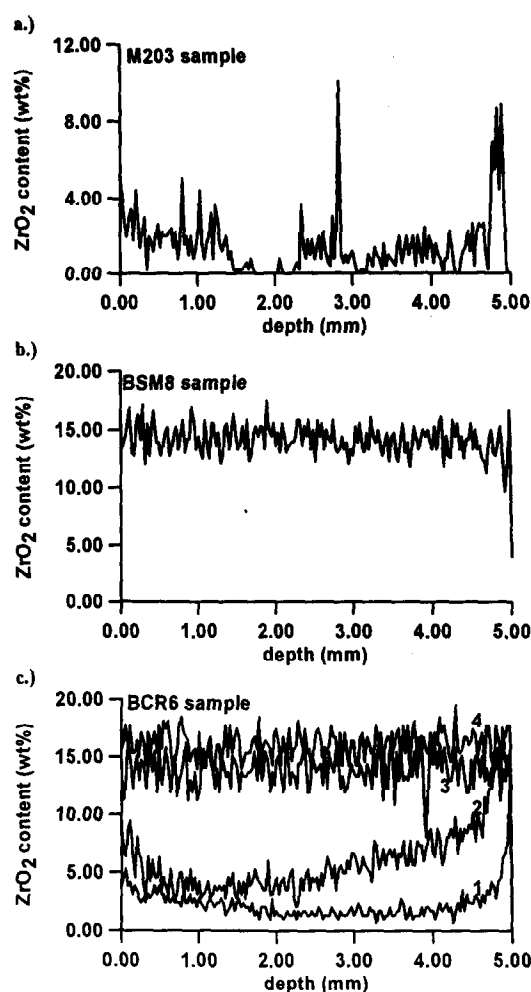 a.)
12.00
M203 sample
8.00
4.00
0.00
ZrO2 content (wt%)
0.00 1.00 2.00 3.00 4.00 5.00
depth (mm)
b.)
20.00
BSM8 sample
15.00
10.00
5.00
0.00
ZrO2 content (wt%)
0.00 1.00 2.00 3.00 4.00 5.00
depth (mm)
c.)
20.00
BCR6 sample
15.00
10.00
5.00
0.00
ZrO2 content (wt%)
4
3
2
1
0.00 1.00 2.00 3.00 4.00 5.00
depth (mm)